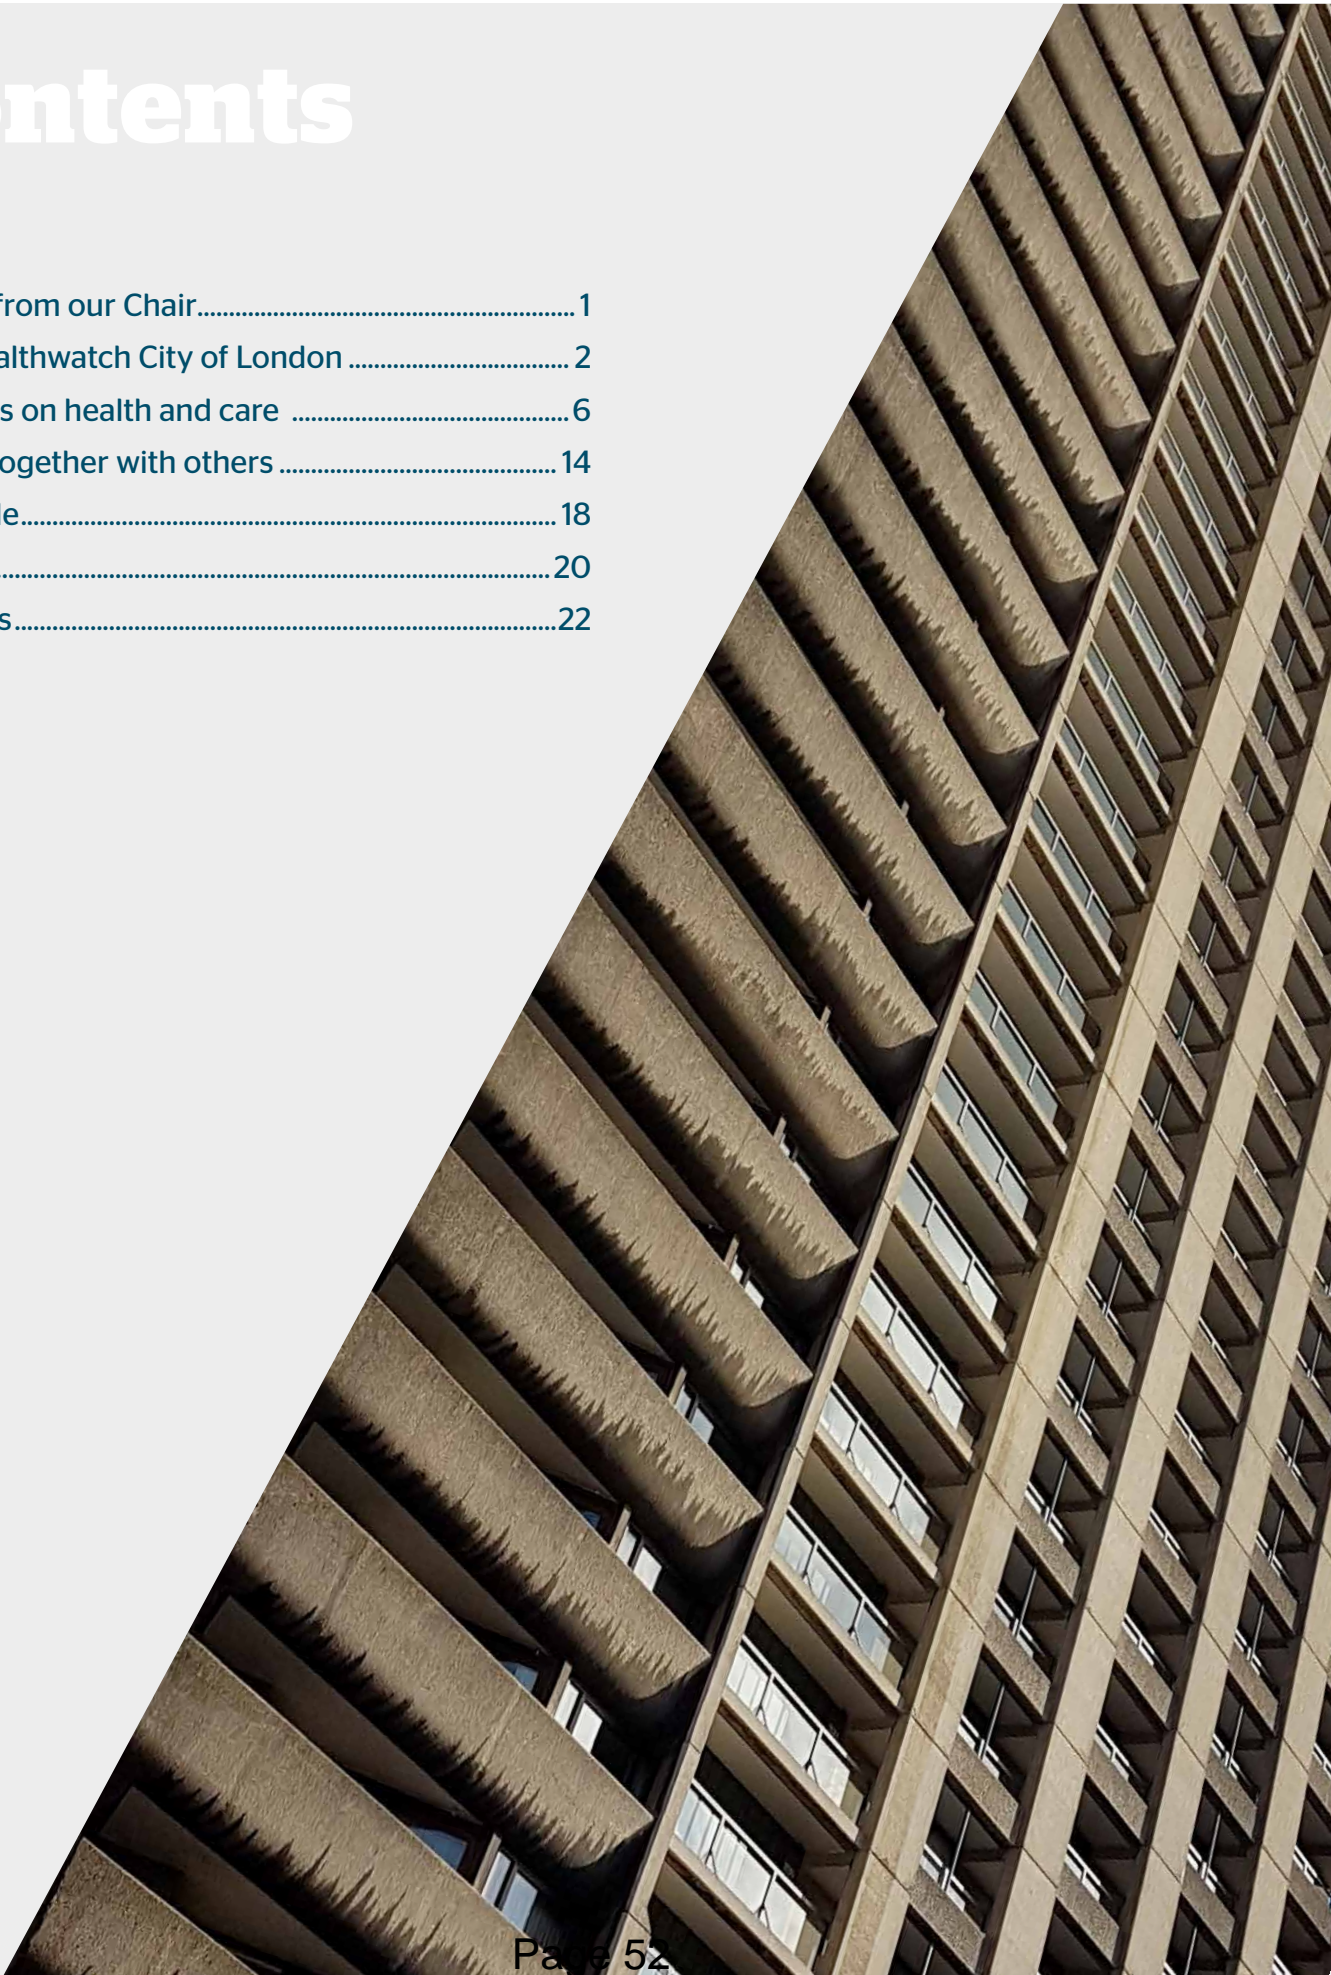 ntents
from our Chair............................................................1
althwatch City of London ................................... 2
s on health and care ............................................6
ogether with others ............................................ 14
le..................................................................................... 18
........................................................................................20
s......................................................................................22
Page 52